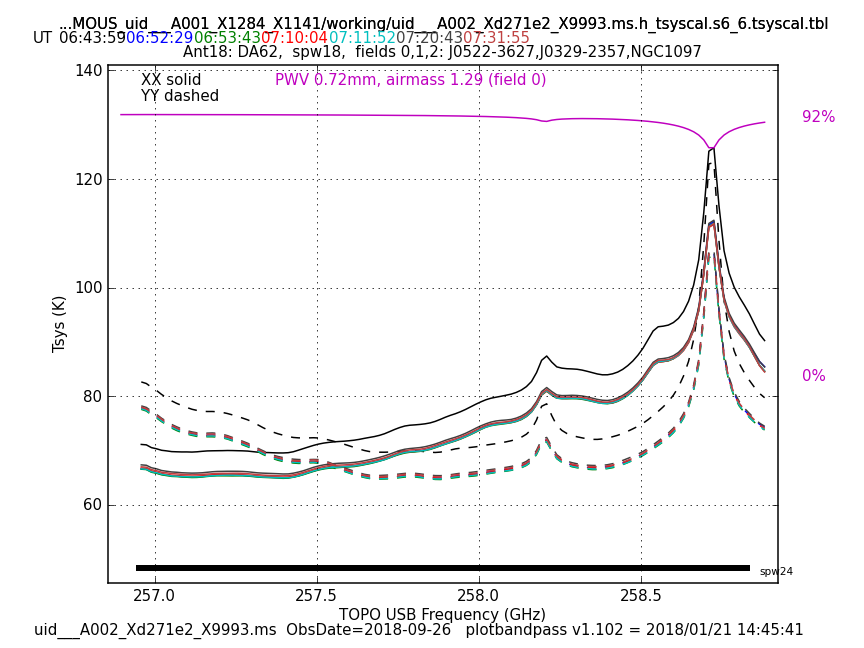 ...MOUS_uid___A001_X1284_X1141/working/uid___A002_Xd271e2_X9993.ms.h_tsyscal.s6_6.tsyscal.tbl
UT 06:43:59 06:52:29 06:53:43 07:10:04 07:11:52 07:20:43 07:31:55
Ant18: DA62, spw18, fields 0,1,2: J0522-3627,J0329-2357,NGC1097
XX solid
PWV 0.72mm, airmass 1.29 (field 0)
YY dashed
140
120
100
80
60
92%
0%
Tsys (K)
spw24
257.0 257.5 258.0 258.5
TOPO USB Frequency (GHz)
uid___A002_Xd271e2_X9993.ms ObsDate=2018-09-26 plotbandpass v1.102 = 2018/01/21 14:45:41